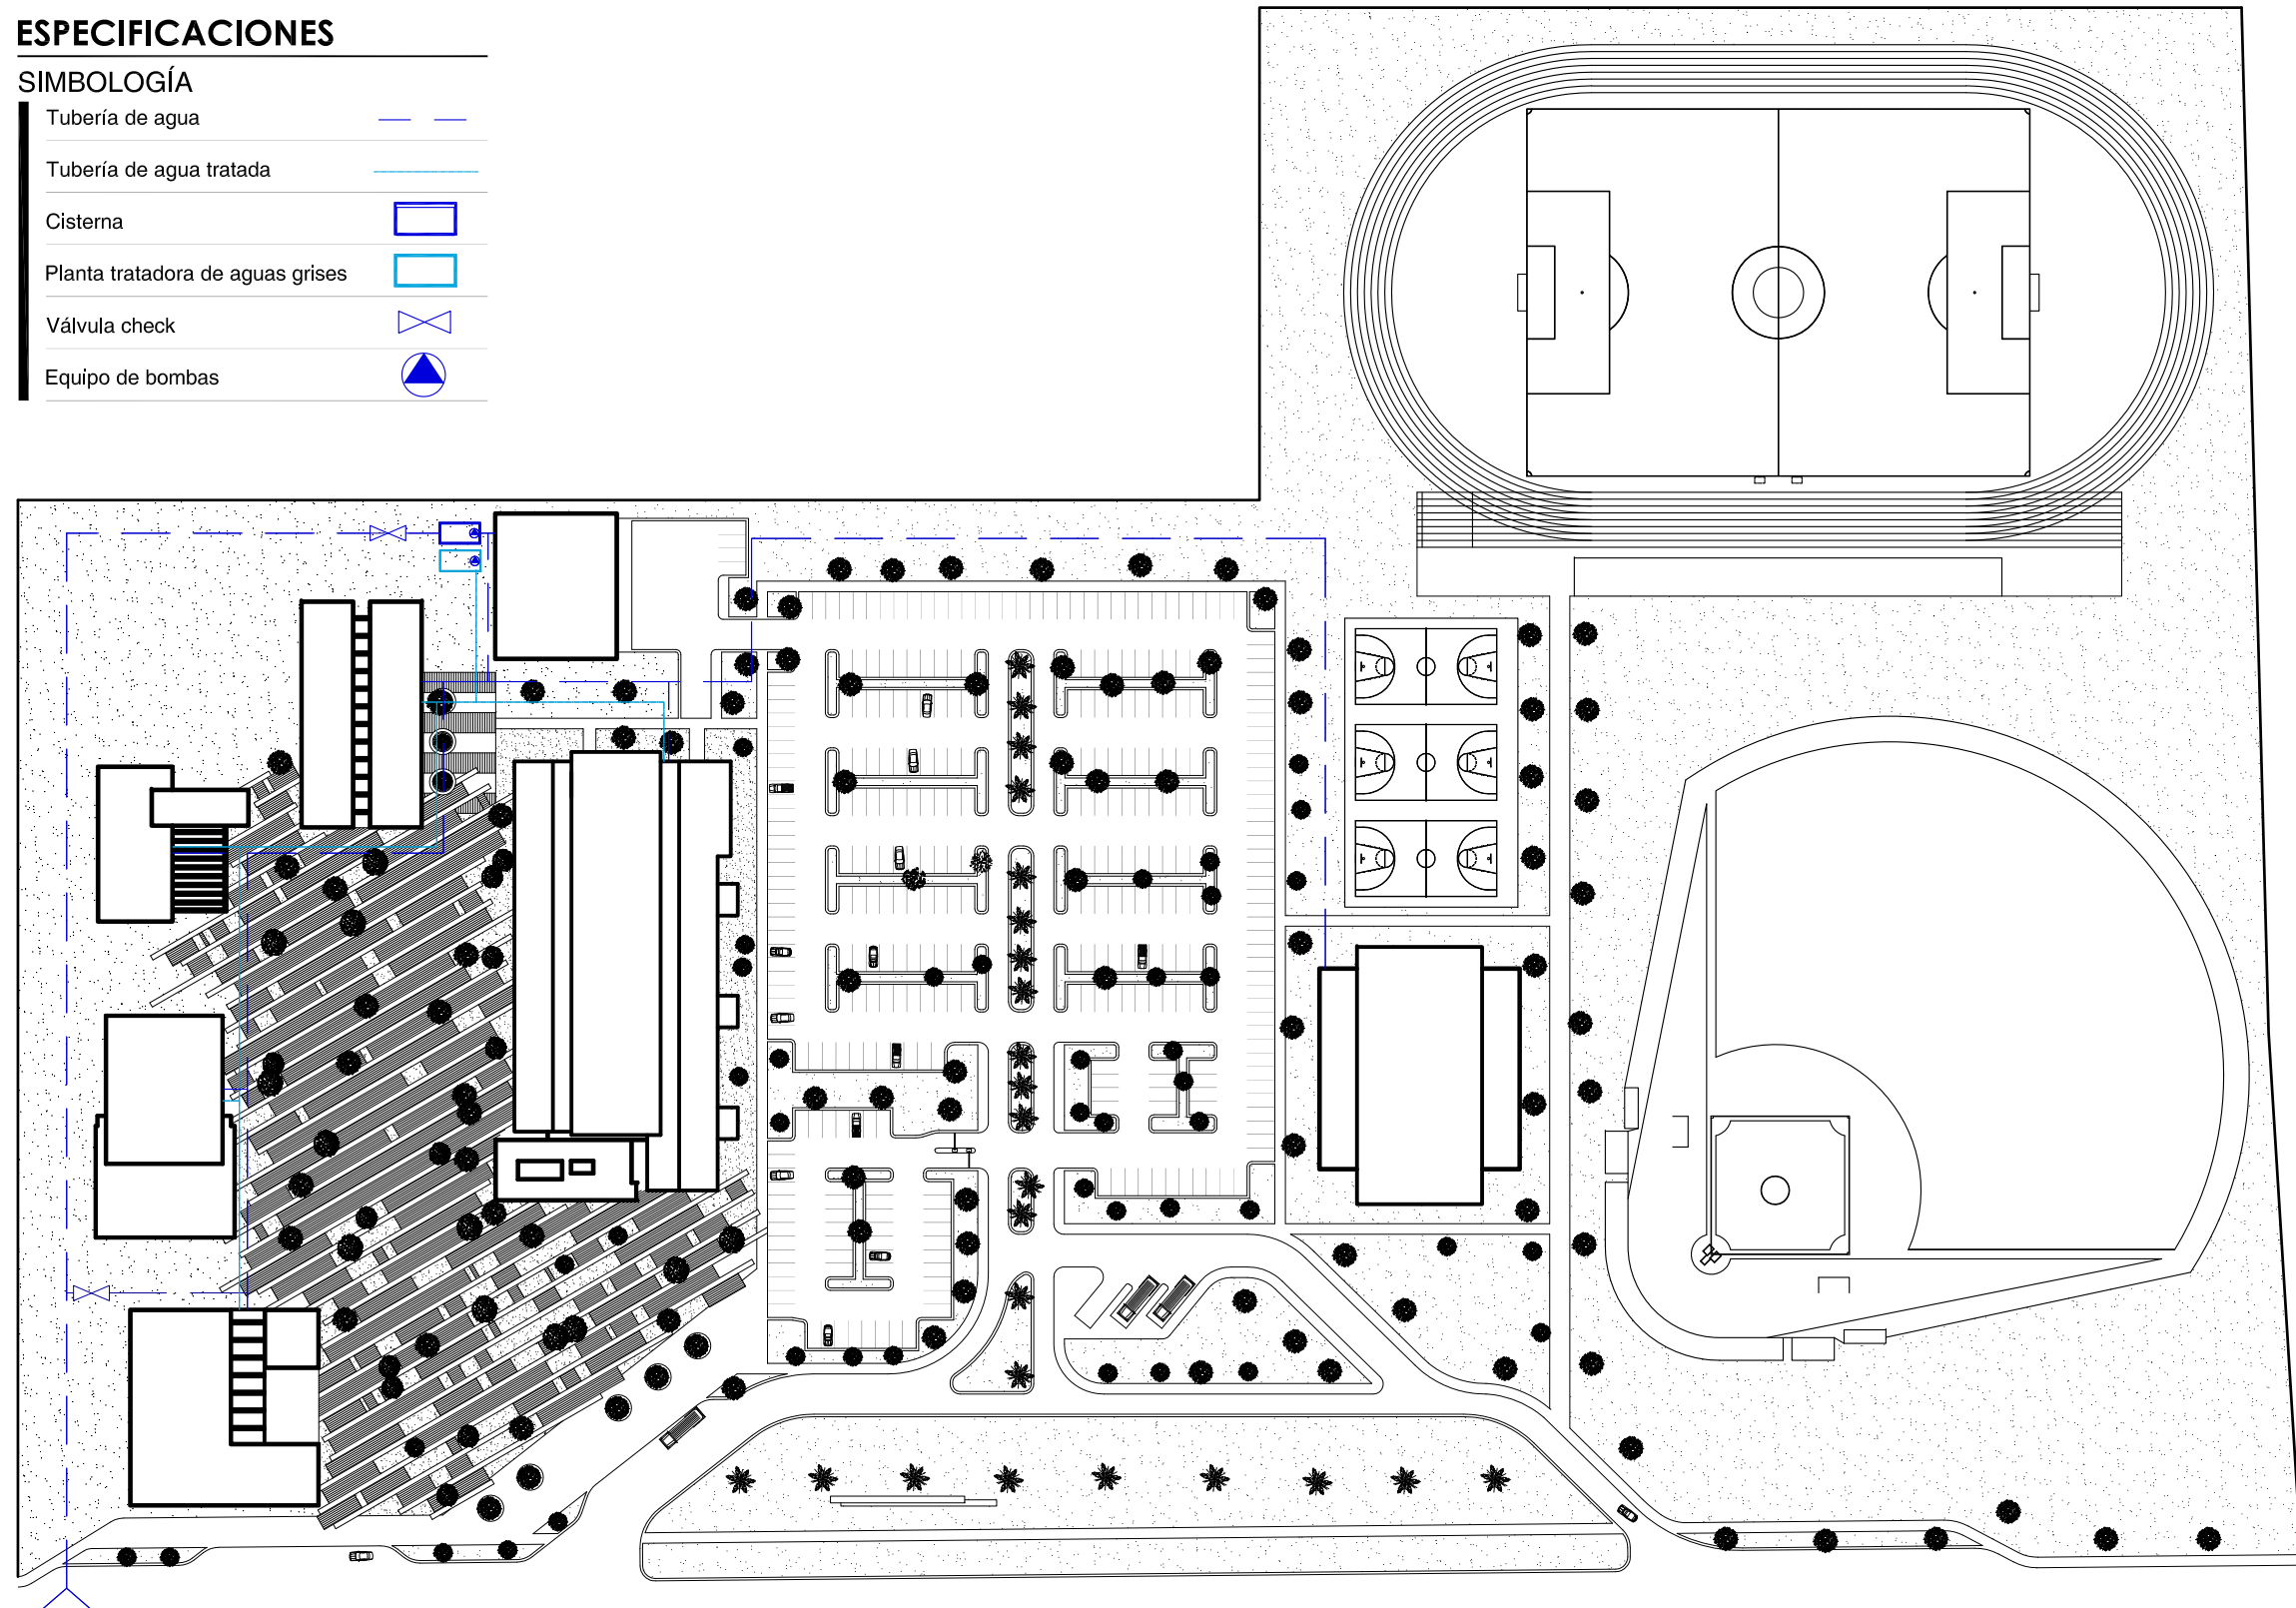 ESPECIFICACIONES
SIMBOLOGÍA
Tubería de agua
Tubería de agua tratada
Cisterna
Planta tratadora de aguas grises
Válvula check
Equipo de bombas